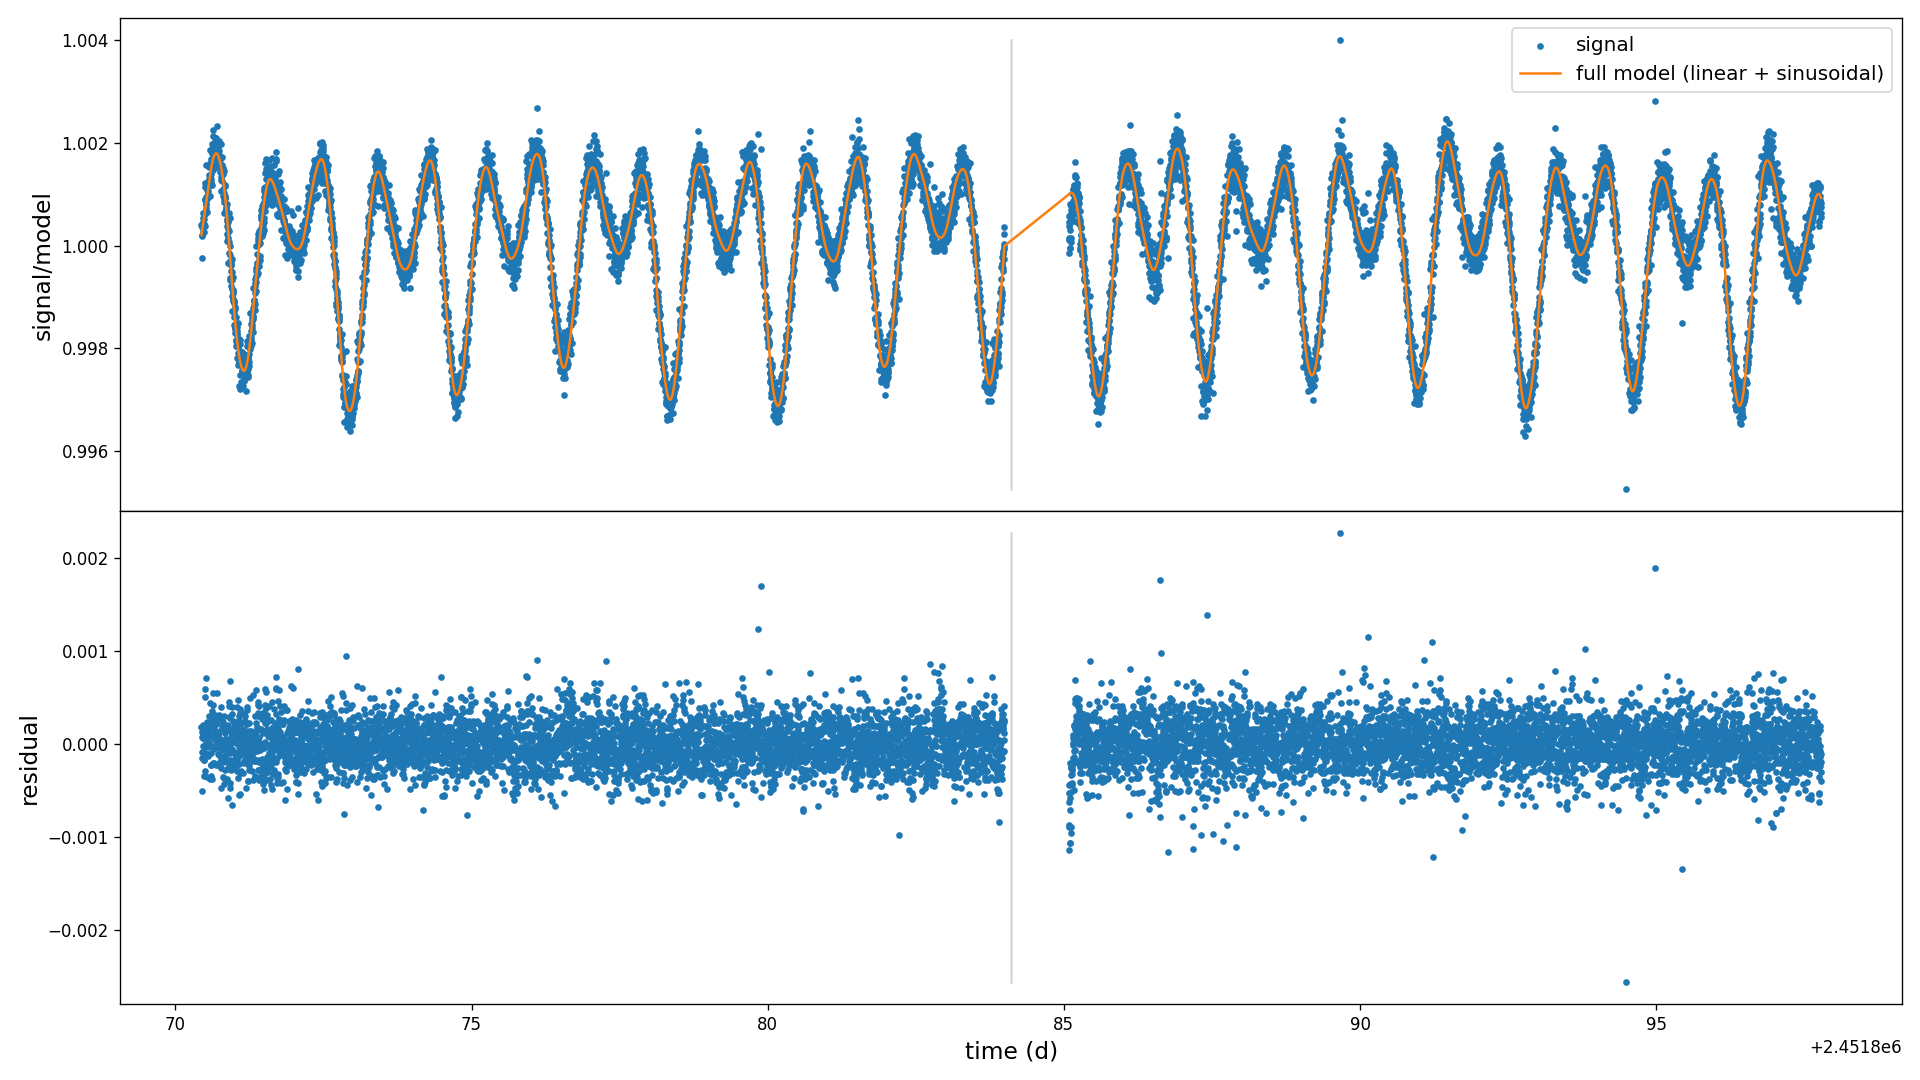 1.004
1.002
1.000
0.998
0.996
signal/model
signal
full model (linear + sinusoidal)
0.002
0.001
0.000
−0.001
−0.002
residual
70
75
80
85
90
95
time (d)
+2.4518e6